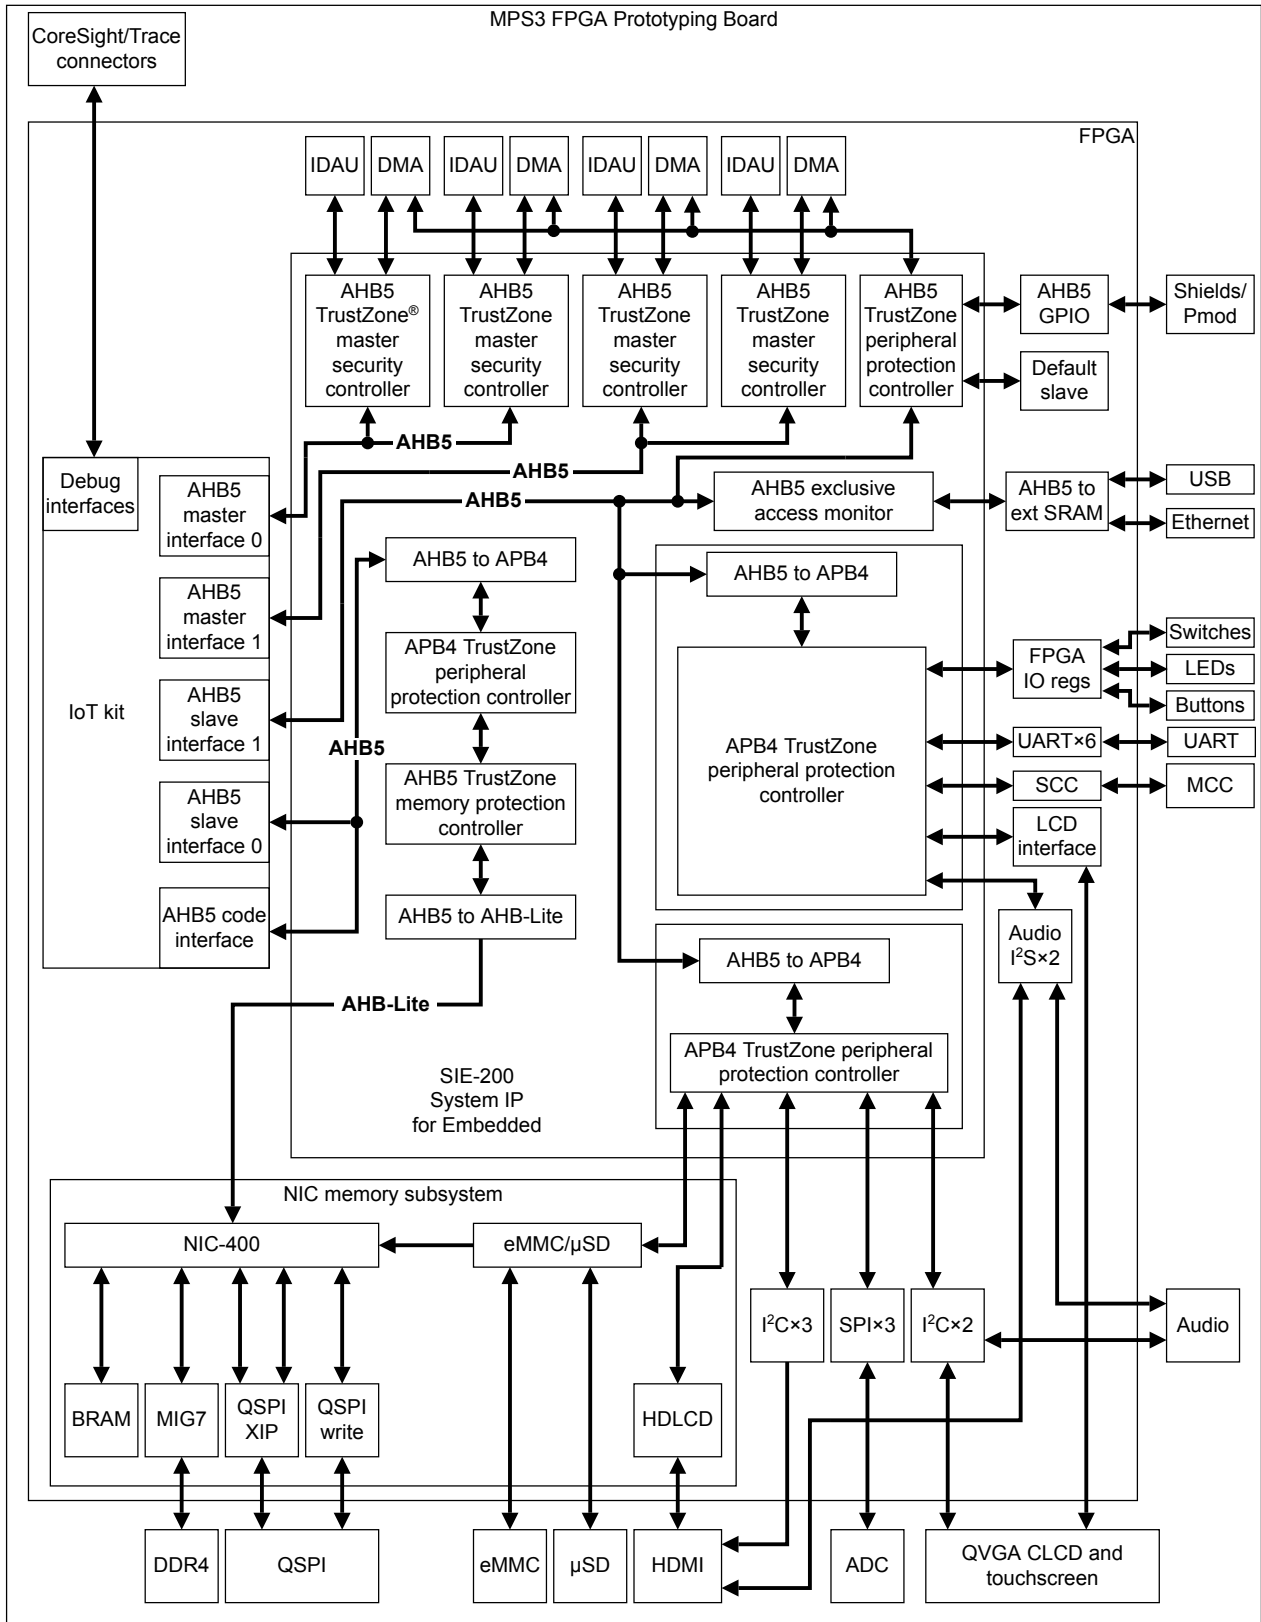 MPS3 FPGA Prototyping Board
CoreSight/Trace
connectors
FPGA
IDAU
DMA
IDAU
DMA
IDAU
DMA
IDAU
DMA
AHB5
TrustZone®
master
security
controller
AHB5
TrustZone
master
security
controller
AHB5
TrustZone
master
security
controller
AHB5
TrustZone
master
security
controller
AHB5
TrustZone
peripheral
protection
controller
AHB5
GPIO
Shields/
Pmod
Default
slave
AHB5
AHB5
AHB5
Debug
interfaces
AHB5
master
interface 0
AHB5 exclusive
access monitor
AHB5 to
ext SRAM
USB
Ethernet
AHB5 to APB4
AHB5 to APB4
AHB5
master
interface 1
APB4 TrustZone
peripheral
protection controller
FPGA
IO regs
Switches
LEDs
Buttons
IoT kit
AHB5
slave
interface 1
AHB5
APB4 TrustZone
peripheral protection
controller
UART×6
UART
SCC
MCC
AHB5
slave
interface 0
AHB5 TrustZone
memory protection
controller
LCD
interface
AHB5 code
interface
AHB5 to AHB-Lite
Audio
I²S×2
AHB5 to APB4
AHB-Lite
APB4 TrustZone peripheral
protection controller
SIE-200
System IP
for Embedded
NIC memory subsystem
NIC-400
eMMC/µSD
I²C×3
SPI×3
I²C×2
Audio
BRAM
MIG7
QSPI
XIP
QSPI
write
HDLCD
DDR4
QSPI
eMMC
µSD
HDMI
ADC
QVGA CLCD and
touchscreen